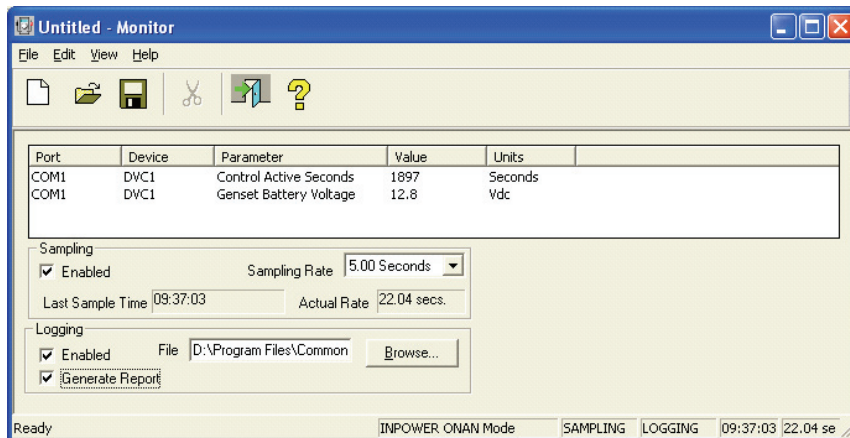 Untitled - Monitor
File Edit View Help
Port Device Parameter Value Units
COM1 DVC1 Control Active Seconds 1897 Seconds
COM1 DVC1 Genset Battery Voltage 12.8 Vdc
Sampling
Enabled Sampling Rate 5.00 Seconds
Last Sample Time 09:37:03 Actual Rate 22.04 secs.
Logging
Enabled File D:\Program Files\Common Browse...
Generate Report
Ready INPOWER ONAN Mode SAMPLING LOGGING 09:37:03 22.04 se